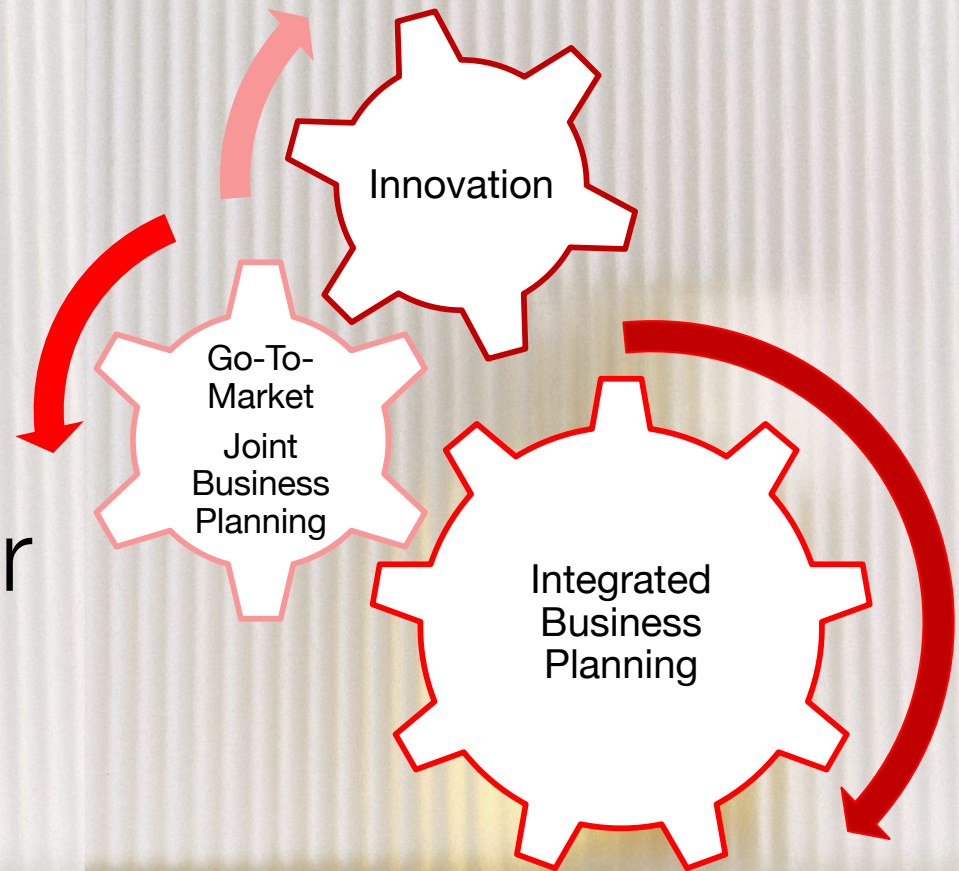 Innovation
Go-To-
Market
Joint
Business
Planning
r
Integrated
Business
Planning